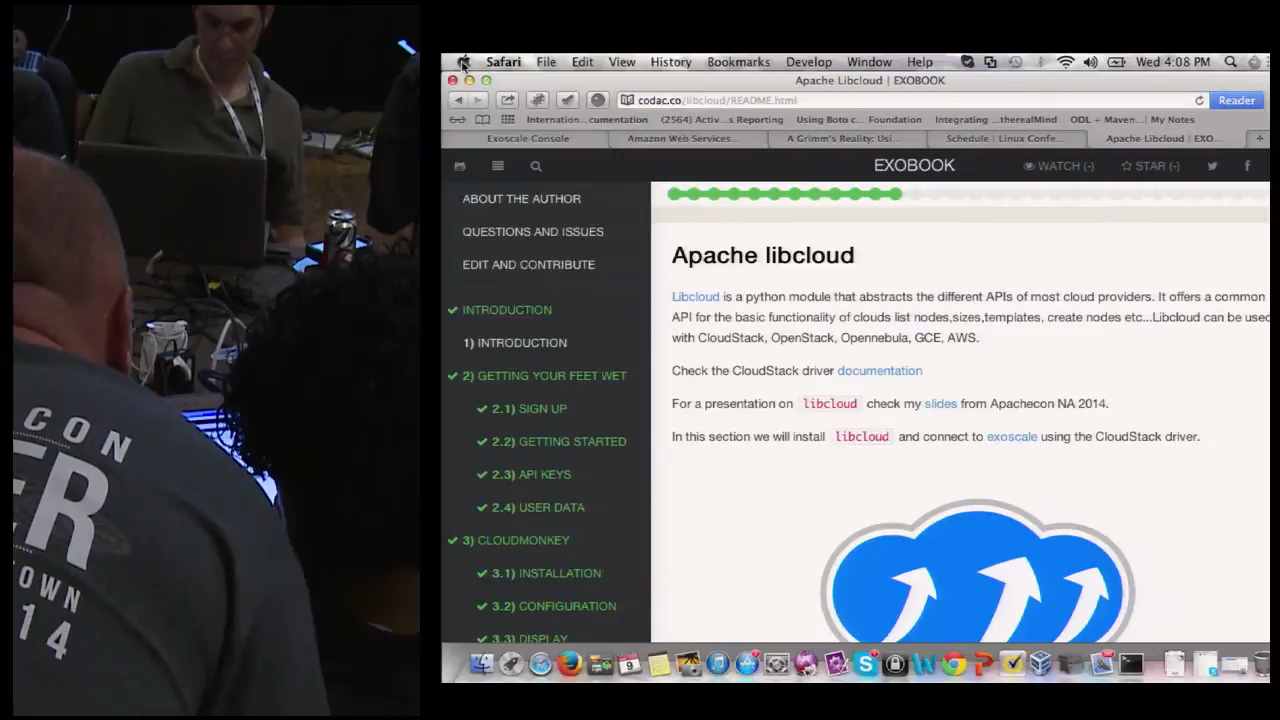 CON
ER
OWN
14
Safari File Edit View History Bookmarks Develop Window Help Wed 4:08 PM
Apache Libcloud | EXOBOOK
codac.co/libcloud/README.html
Reader
Internation...cumentation (2564) Activ...s Reporting Using Boto c... Foundation Integrating ...therealMind ODL + Maven... | My Notes
Exoscale Console Amazon Web Services... A Grimm's Reality: Usi... Schedule | Linux Confe... Apache Libcloud | EXO...
EXOBOOK
WATCH (-) STAR (-)
ABOUT THE AUTHOR
QUESTIONS AND ISSUES
EDIT AND CONTRIBUTE
INTRODUCTION
1) INTRODUCTION
2) GETTING YOUR FEET WET
2.1) SIGN UP
2.2) GETTING STARTED
2.3) API KEYS
2.4) USER DATA
3) CLOUDMONKEY
3.1) INSTALLATION
3.2) CONFIGURATION
3.3) DISPLAY
Apache libcloud
Libcloud is a python module that abstracts the different APIs of most cloud providers. It offers a common
API for the basic functionality of clouds list nodes,sizes,templates, create nodes etc...Libcloud can be used
with CloudStack, OpenStack, Opennebula, GCE, AWS.
Check the CloudStack driver documentation
For a presentation on libcloud check my slides from Apachecon NA 2014.
In this section we will install libcloud and connect to exoscale using the CloudStack driver.
9